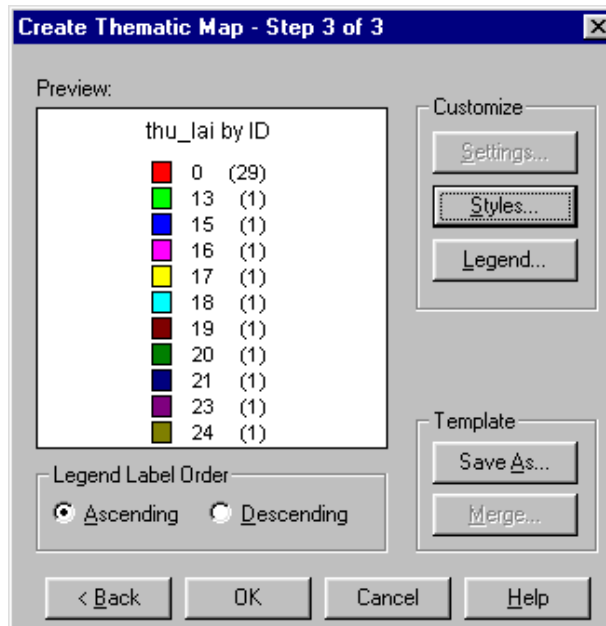 Create Thematic Map - Step 3 of 3
Preview:
thu_lai by ID
0 (29)
13 (1)
15 (1)
16 (1)
17 (1)
18 (1)
19 (1)
20 (1)
21 (1)
23 (1)
24 (1)
Customize
Settings...
Styles...
Legend...
Legend Label Order
Ascending Descending
Template
Save As...
Merge...
< Back OK Cancel Help